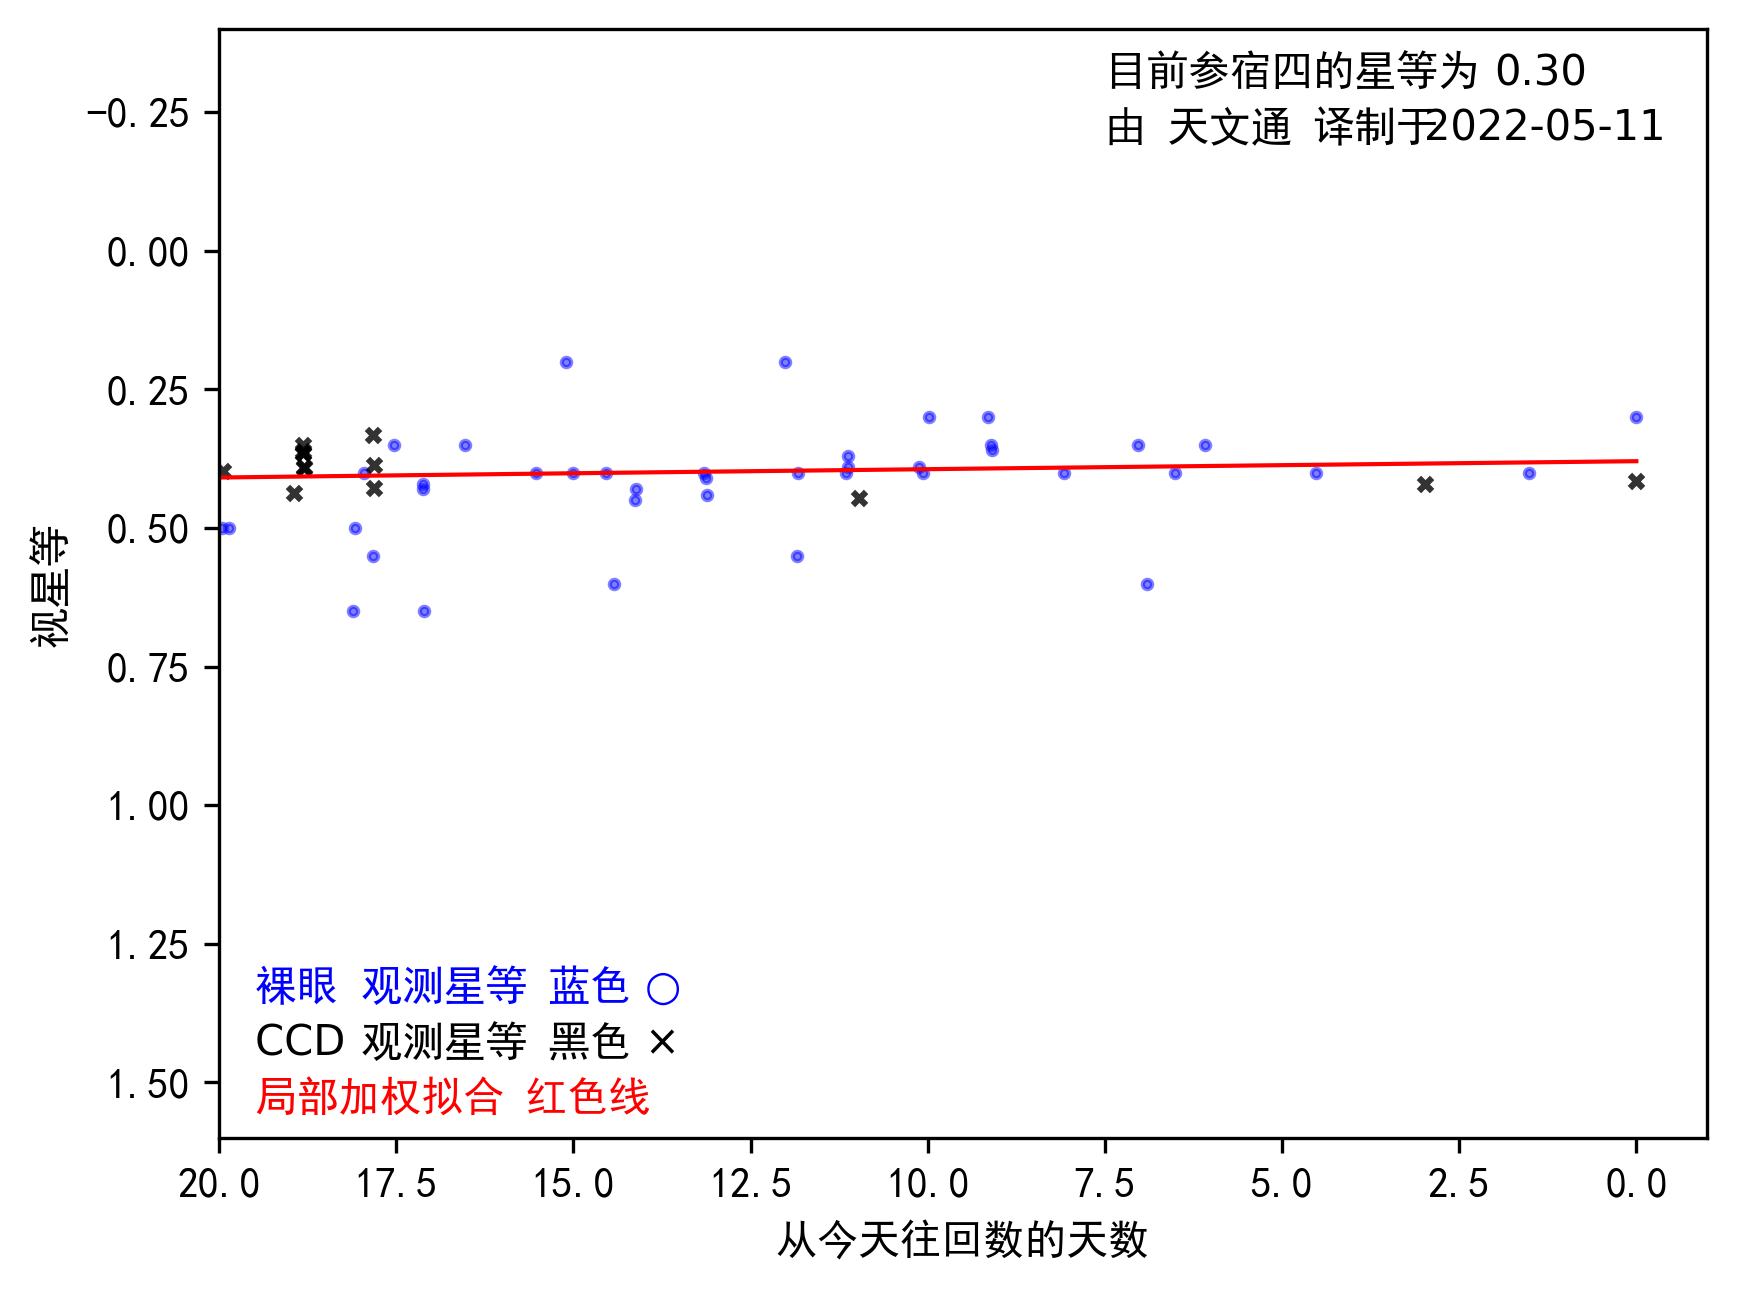 目前参宿四的星等为 0.30
由 天文通 译制于2022-05-11
−0.25
0.00
0.25
0.50
0.75
1.00
1.25
1.50
视星等
裸眼 观测星等 蓝色 ○
CCD 观测星等 黑色 ×
局部加权拟合 红色线
20.0 17.5 15.0 12.5 10.0 7.5 5.0 2.5 0.0
从今天往回数的天数